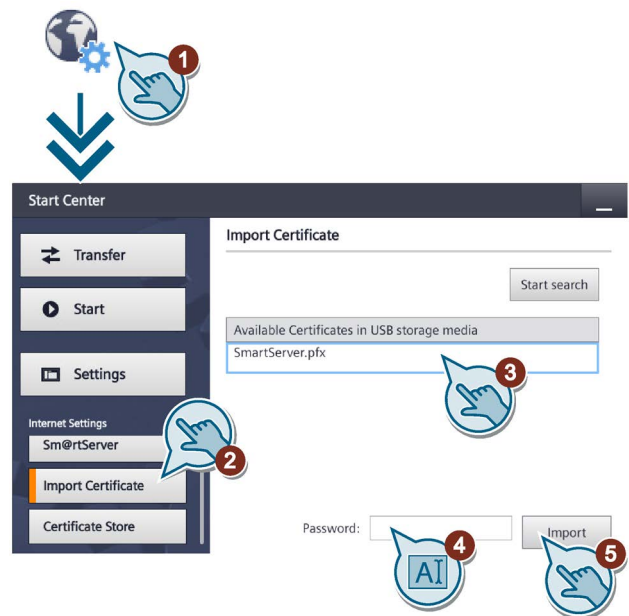 1
Start Center
Transfer
Start
Settings
Internet Settings
Sm@rtServer
2
Import Certificate
Certificate Store
Import Certificate
Start search
Available Certificates in USB storage media
SmartServer.pfx
3
Password:
4
AI
Import
5